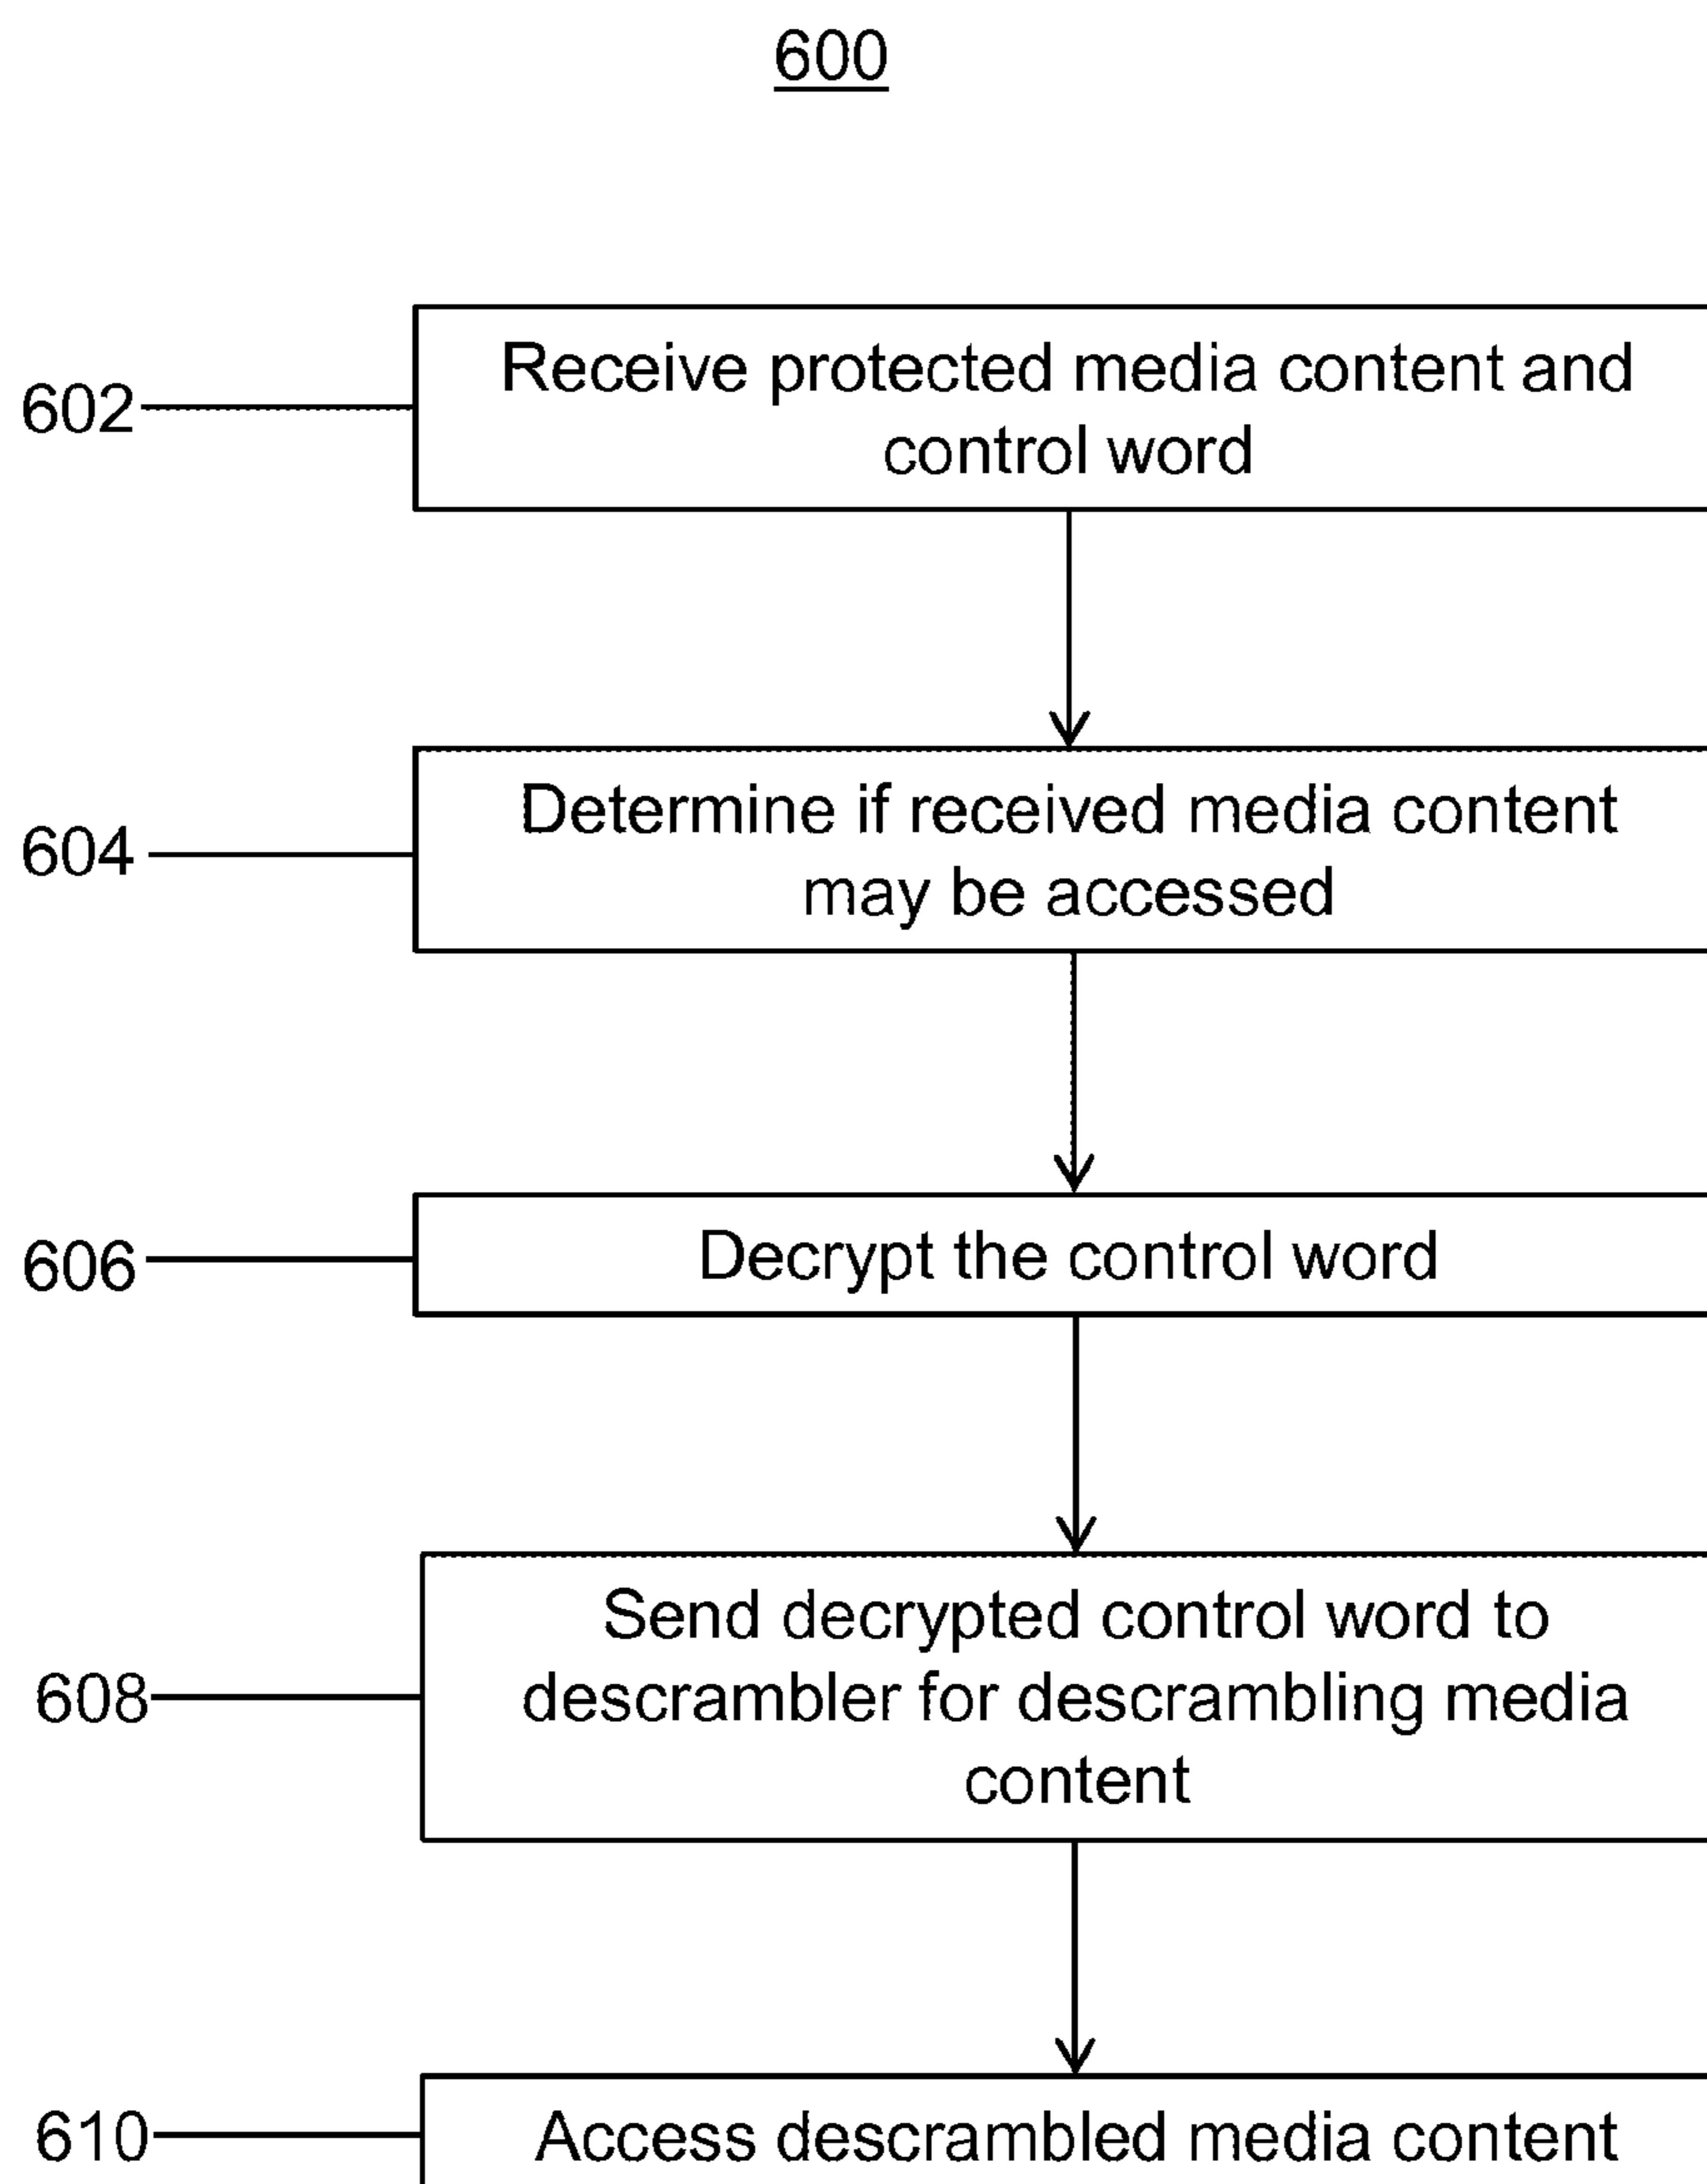 600
602
Receive protected media content and
control word
604
Determine if received media content
may be accessed
606
Decrypt the control word
608
Send decrypted control word to
descrambler for descrambling media
content
610
Access descrambled media content